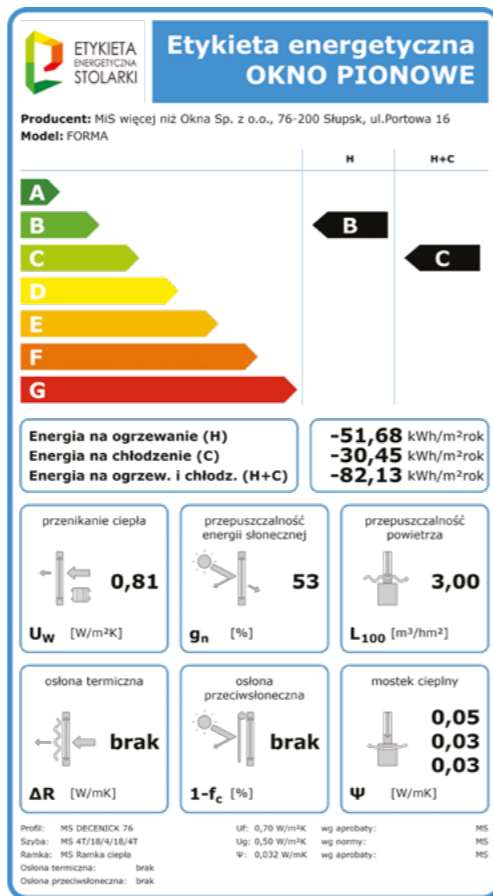 ETYKIETA
ENERGETYCZNA
STOLARKI
Etykieta energetyczna
OKNO PIONOWE
Producent: MiS więcej niż Okna Sp. z o.o., 76-200 Słupsk, ul.Portowa 16
Model: FORMA
H H+C
A
B B
C C
D
E
F
G
Energia na ogrzewanie (H) -51,68 kWh/m²rok
Energia na chłodzenie (C) -30,45 kWh/m²rok
Energia na ogrzew. i chłodz. (H+C) -82,13 kWh/m²rok
przenikanie ciepła
0,81
Uw [W/m²K]
przepuszczalność
energii słonecznej
53
gn [%]
przepuszczalność
powietrza
3,00
L100 [m³/hm²]
osłona termiczna
brak
ΔR [W/mK]
osłona
przeciwsłoneczna
brak
1-fc [%]
mostek cieplny
0,05
0,03
0,03
Ψ [W/mK]
Profil: MS DECENICK 76 Uf: 0,70 W/m²K wg aprobaty: MS
Szyba: MS 4T/18/4/18/4T Ug: 0,50 W/m²K wg normy: MS
Ramka: MS Ramka ciepła Ψ: 0,032 W/mK wg aprobaty: MS
Osłona termiczna: brak
Osłona przeciwsłoneczna: brak